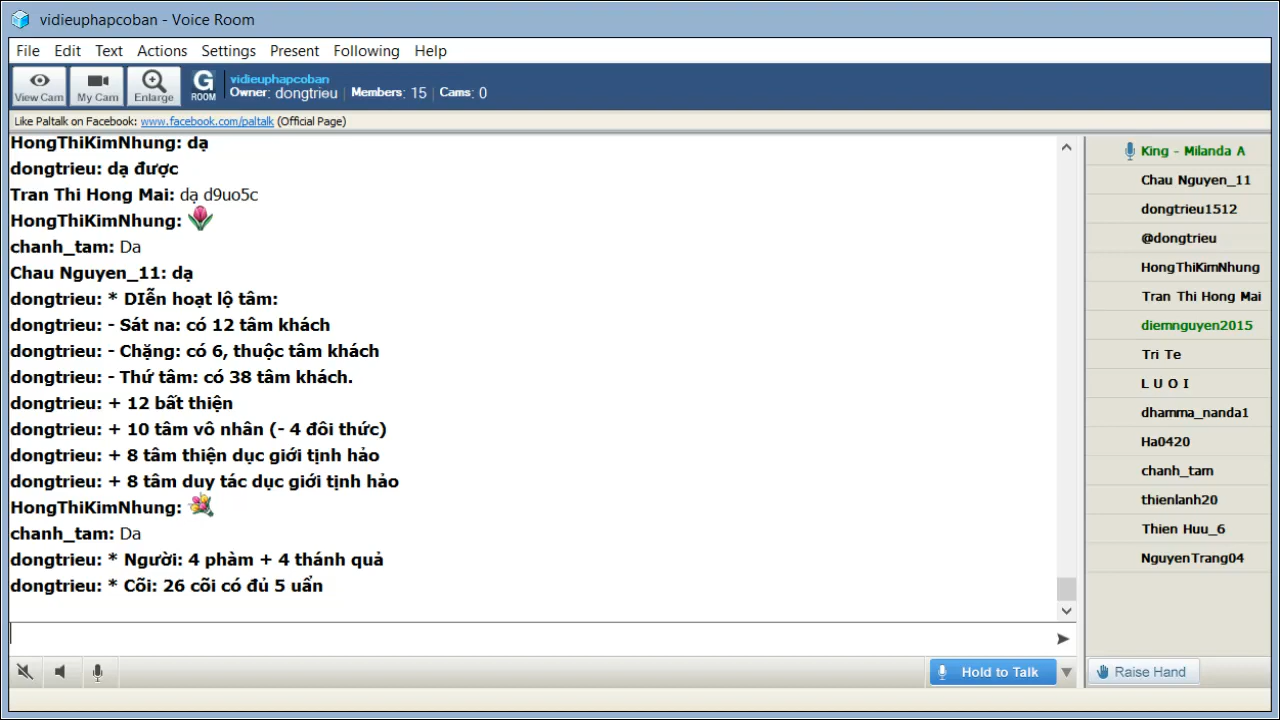 vidieuphapcoban - Voice Room
File Edit Text Actions Settings Present Following Help
View Cam My Cam Enlarge G ROOM
vidieuphapcoban
Owner: dongtrieu | Members: 15 | Cams: 0
Like Paltalk on Facebook: www.facebook.com/paltalk (Official Page)
HongThiKimNhung: dạ
dongtrieu: dạ được
Tran Thi Hong Mai: dạ d9uo5c
HongThiKimNhung:
chanh_tam: Da
Chau Nguyen_11: dạ
dongtrieu: * DIễn hoạt lộ tâm:
dongtrieu: - Sát na: có 12 tâm khách
dongtrieu: - Chặng: có 6, thuộc tâm khách
dongtrieu: - Thứ tâm: có 38 tâm khách.
dongtrieu: + 12 bất thiện
dongtrieu: + 10 tâm vô nhân (- 4 đôi thức)
dongtrieu: + 8 tâm thiện dục giới tịnh hảo
dongtrieu: + 8 tâm duy tác dục giới tịnh hảo
HongThiKimNhung:
chanh_tam: Da
dongtrieu: * Người: 4 phàm + 4 thánh quả
dongtrieu: * Cõi: 26 cõi có đủ 5 uẩn
King - Milanda A
Chau Nguyen_11
dongtrieu1512
@dongtrieu
HongThiKimNhung
Tran Thi Hong Mai
diemnguyen2015
Tri Te
L U O I
dhamma_nanda1
Ha0420
chanh_tam
thienlanh20
Thien Huu_6
NguyenTrang04
Hold to Talk
Raise Hand